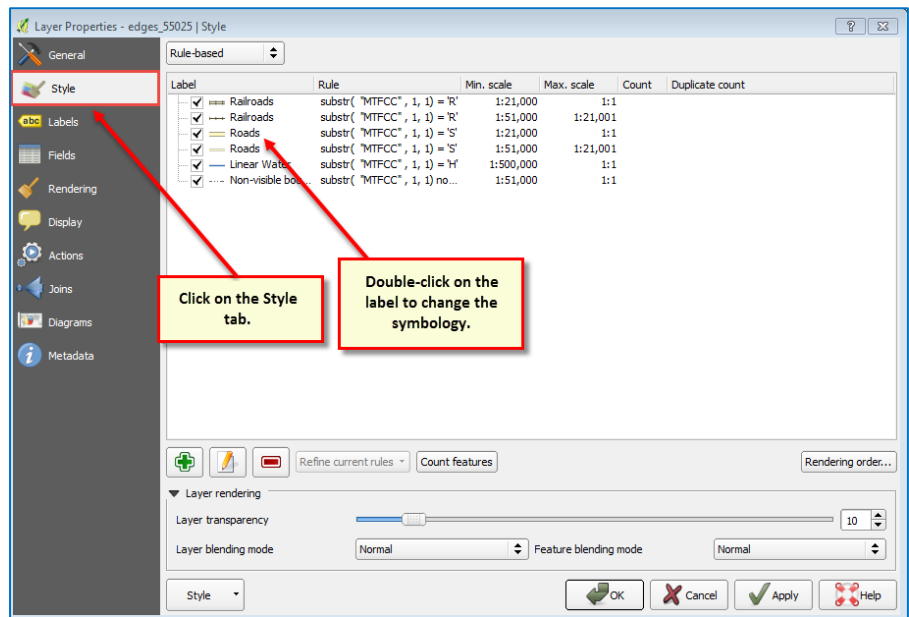 Layer Properties - edges_55025 | Style
General
Style
Labels
Fields
Rendering
Display
Actions
Joins
Diagrams
Metadata
Rule-based
Label Rule Min. scale Max. scale Count Duplicate count
Railroads substr( "MTFCC" , 1, 1) = 'R' 1:21,000 1:1
Railroads substr( "MTFCC" , 1, 1) = 'R' 1:51,000 1:21,001
Roads substr( "MTFCC" , 1, 1) = 'S' 1:21,000 1:1
Roads substr( "MTFCC" , 1, 1) = 'S' 1:51,000 1:21,001
Linear Water substr( "MTFCC" , 1, 1) = 'H' 1:500,000 1:1
Non-visible bou... substr( "MTFCC" , 1, 1) no... 1:51,000 1:1
Click on the Style
tab.
Double-click on the
label to change the
symbology.
Refine current rules Count features Rendering order...
Layer rendering
Layer transparency 10
Layer blending mode Normal Feature blending mode Normal
Style OK Cancel Apply Help